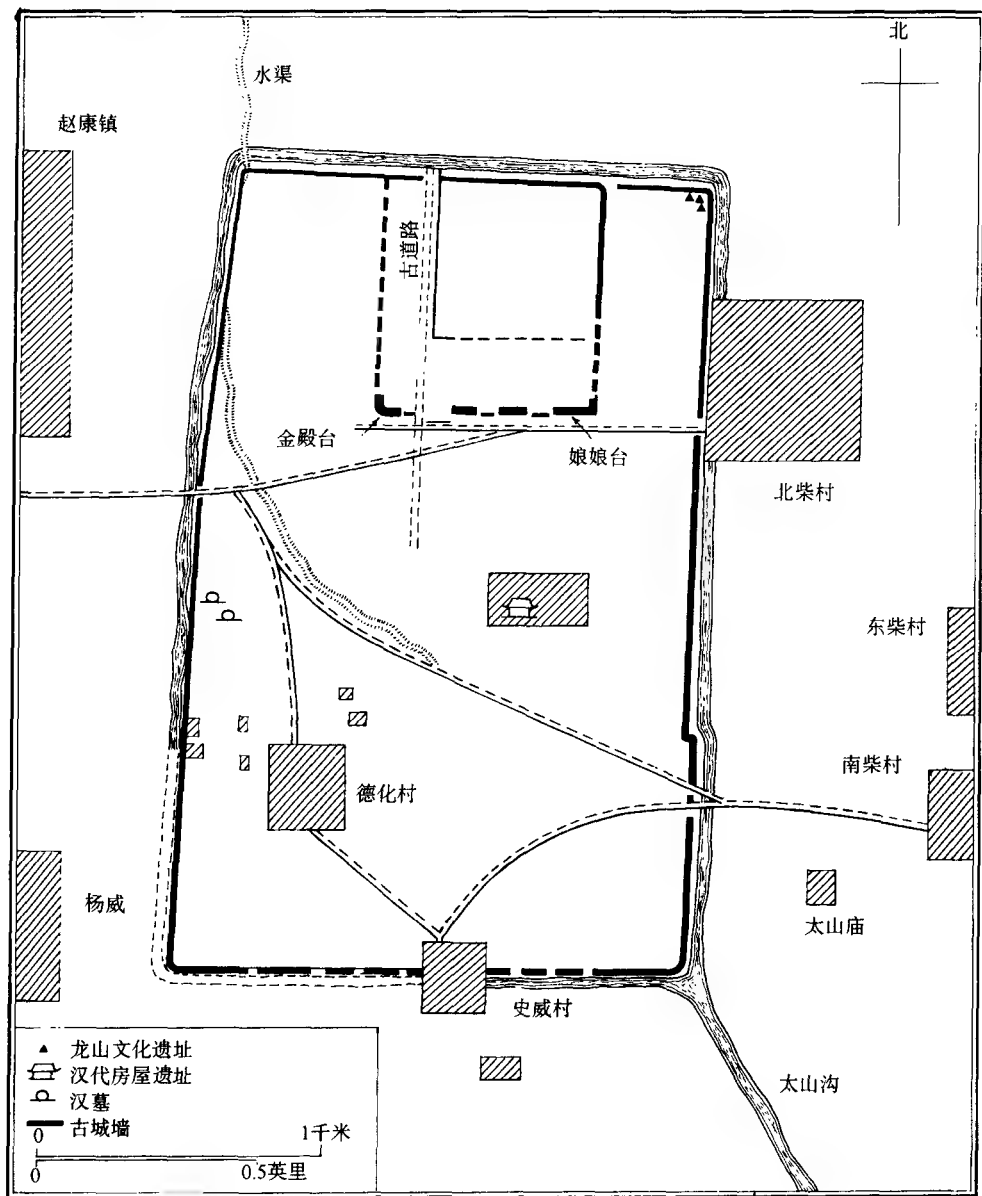 北
水渠
赵康镇
古道路
金殿台
娘娘台
北柴村
东柴村
南柴村
德化村
杨威
太山庙
史威村
太山沟
龙山文化遗址
汉代房屋遗址
汉墓
古城墙
0 1千米
0 0.5英里